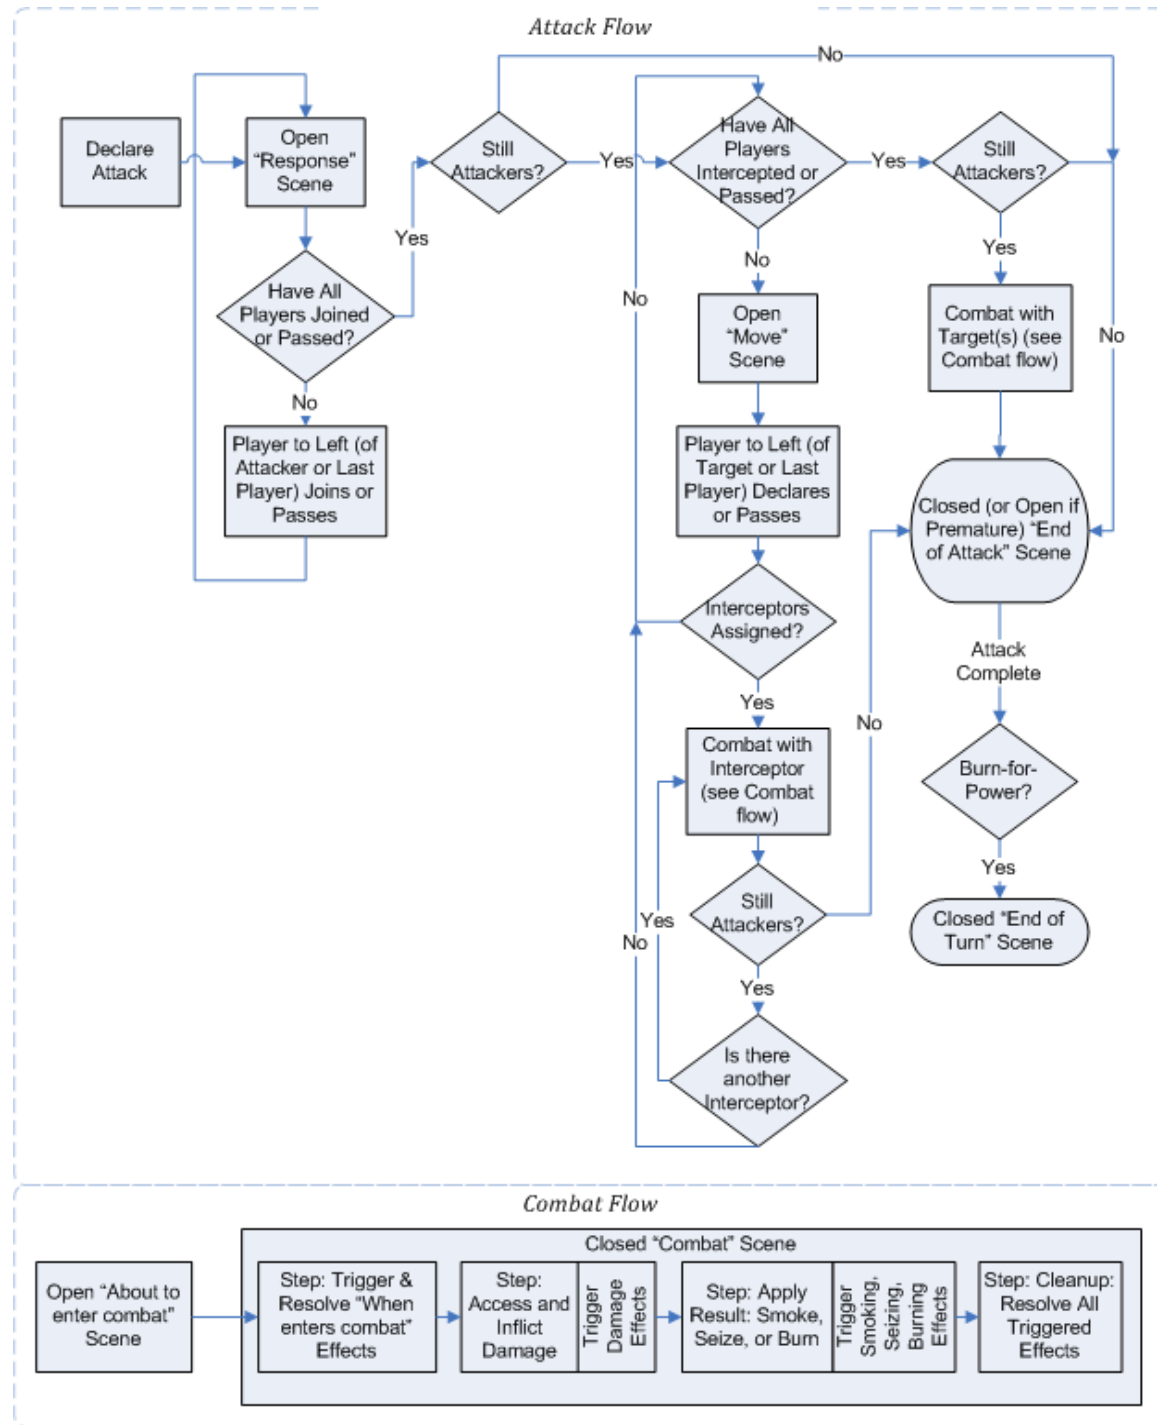 Attack Flow
No
Declare
Attack
Open
“Response”
Scene
Still
Attackers?
Yes
Have All
Players
Intercepted or
Passed?
Yes
Still
Attackers?
Yes
No
Yes
Have All
Players Joined
or Passed?
No
No
Open
“Move”
Scene
Combat with
Target(s) (see
Combat flow)
No
Player to Left (of
Attacker or Last
Player) Joins or
Passes
Player to Left (of
Target or Last
Player) Declares
or Passes
Closed (or Open if
Premature) “End
of Attack” Scene
Interceptors
Assigned?
Attack
Complete
Yes
No
Combat with
Interceptor
(see Combat
flow)
Burn-for-
Power?
Yes
Still
Attackers?
Yes
No
Closed “End of
Turn” Scene
Yes
Is there
another
Interceptor?
Combat Flow
Closed “Combat” Scene
Open “About to
enter combat”
Scene
Step: Trigger &
Resolve “When
enters combat”
Effects
Step:
Access and
Inflict
Damage
Trigger
Damage
Effects
Step: Apply
Result: Smoke,
Seize, or Burn
Trigger
Smoking,
Seizing,
Burning
Effects
Step: Cleanup:
Resolve All
Triggered
Effects